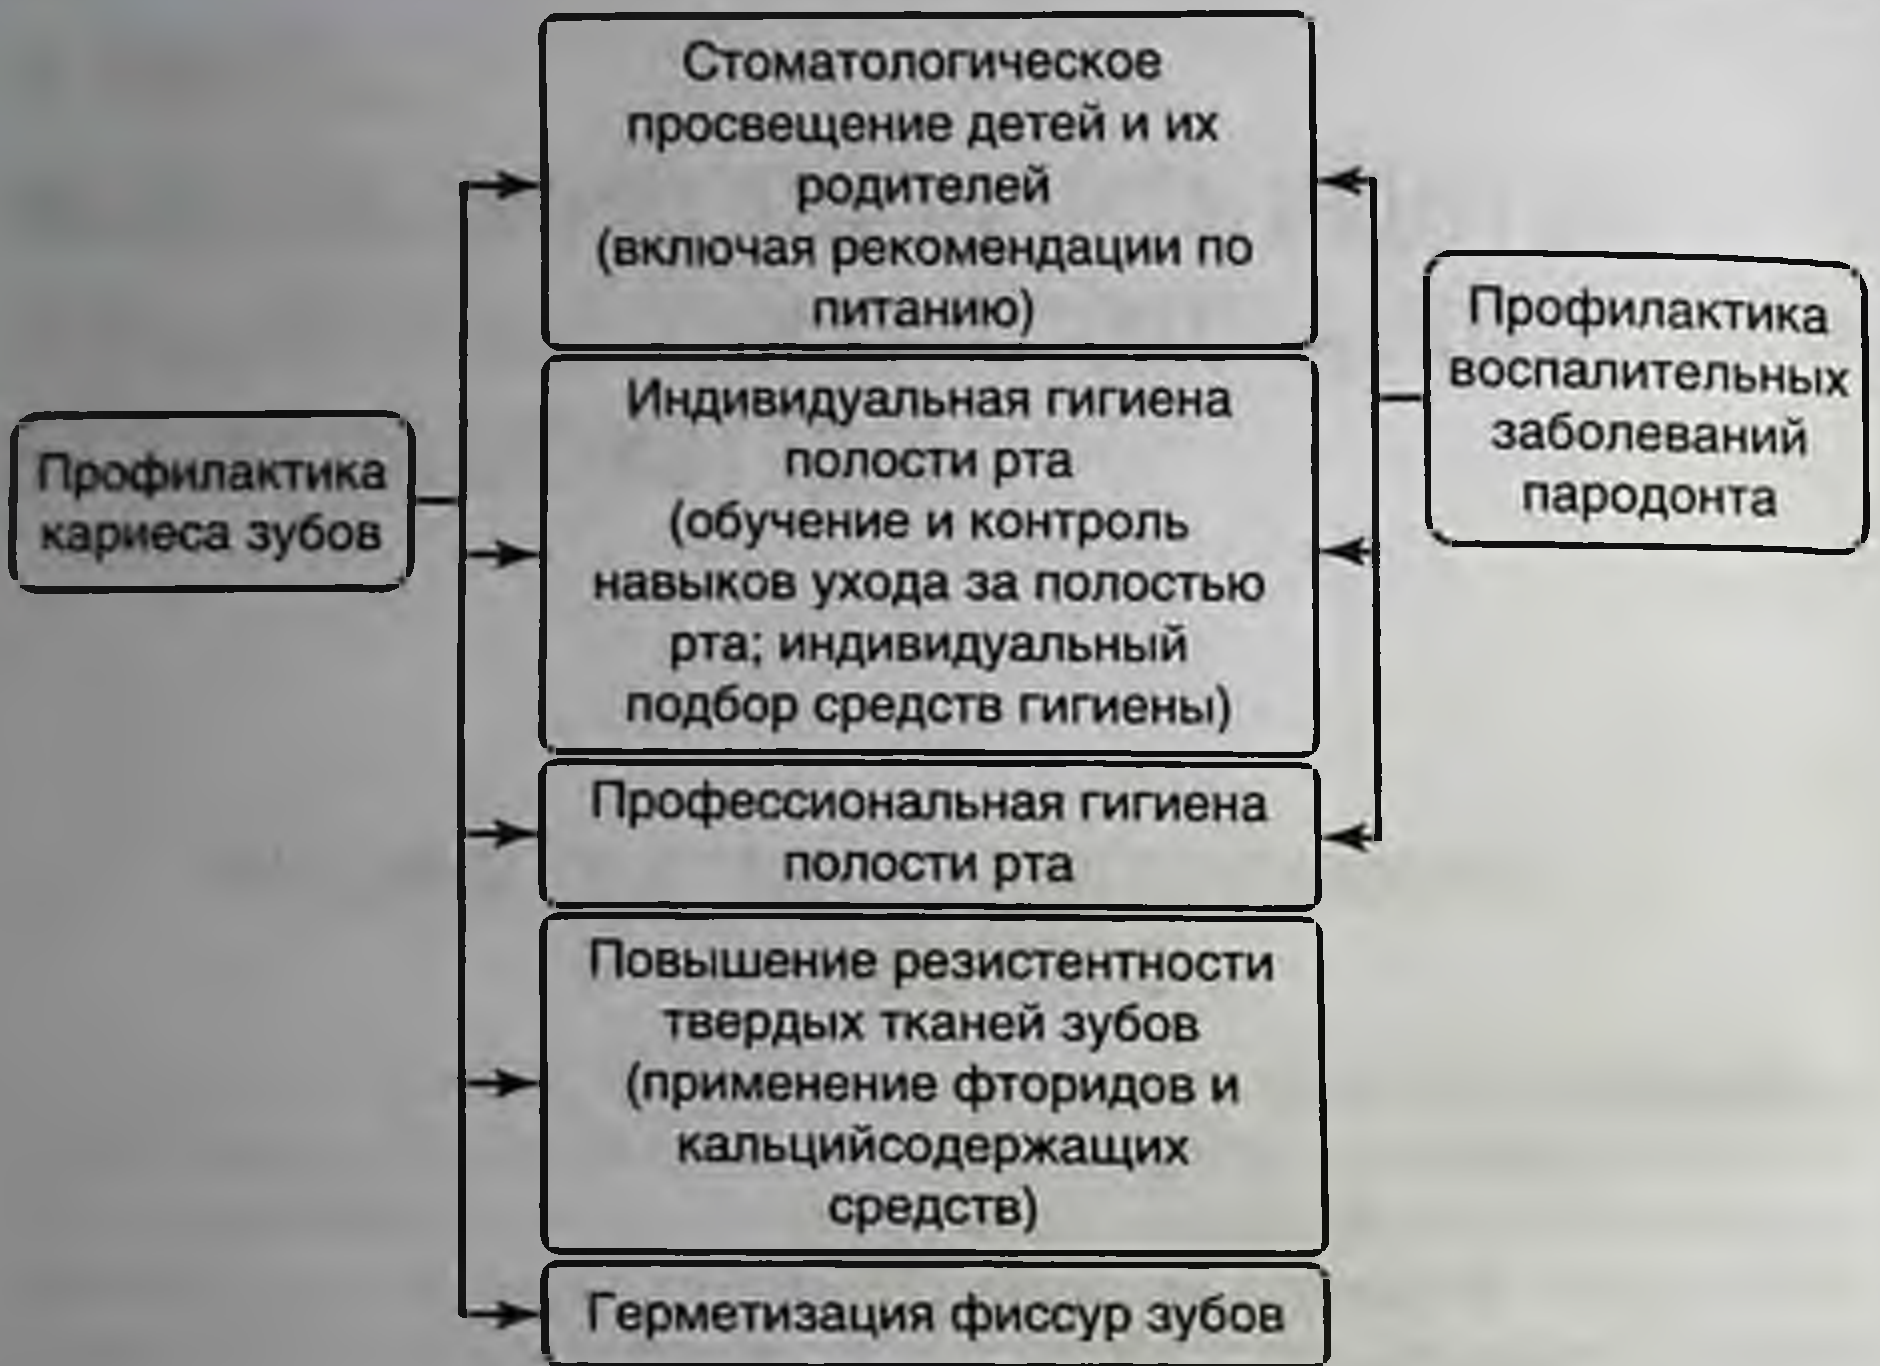 Стоматологическое
просвещение детей и их
родителей
(включая рекомендации по
питанию)
Индивидуальная гигиена
полости рта
(обучение и контроль
навыков ухода за полостью
рта; индивидуальный
подбор средств гигиены)
Профессиональная гигиена
полости рта
Повышение резистентности
твердых тканей зубов
(применение фторидов и
кальцийсодержащих
средств)
Герметизация фиссур зубов
Профилактика
кариеса зубов
Профилактика
воспалительных
заболеваний
пародонта